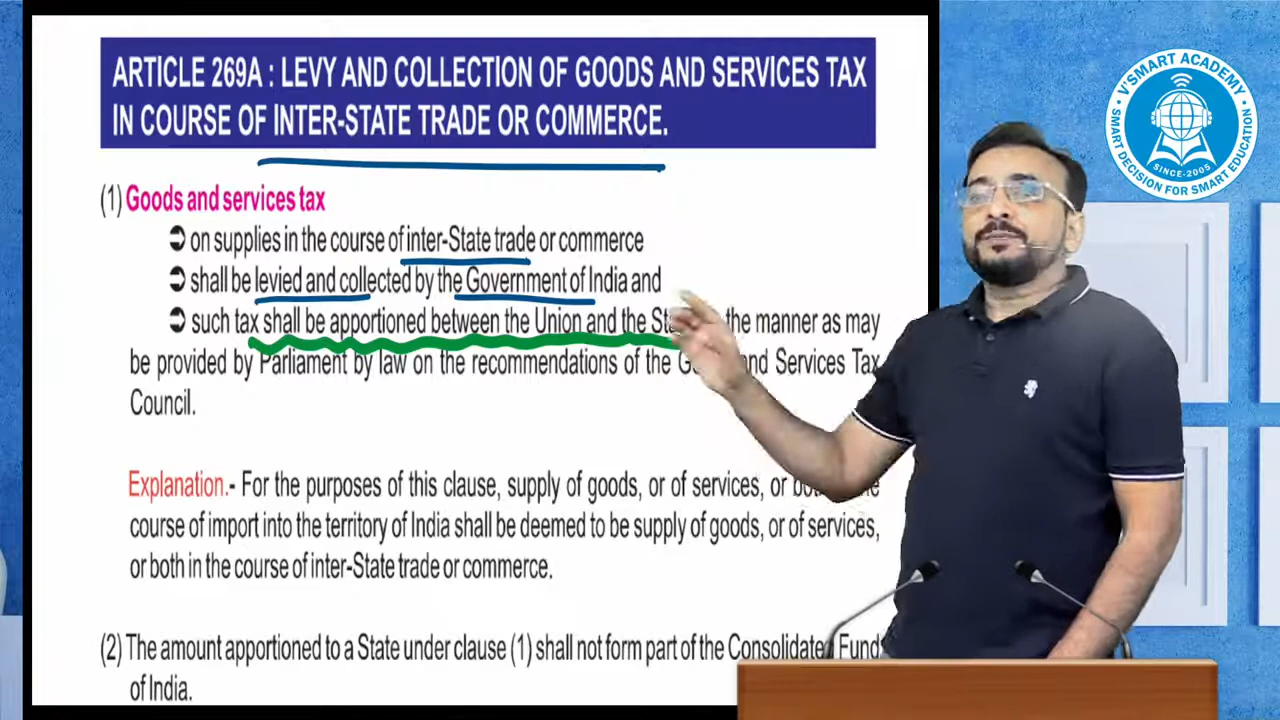 ARTICLE 269A : LEVY AND COLLECTION OF GOODS AND SERVICES TAX
IN COURSE OF INTER-STATE TRADE OR COMMERCE.
(1) Goods and services tax
➲ on supplies in the course of inter-State trade or commerce
➲ shall be levied and collected by the Government of India and
➲ such tax shall be apportioned between the Union and the the manner as may
be provided by Parliament by law on the recommendations of the and Services Tax
Council.
Explanation.- For the purposes of this clause, supply of goods, or of services, or
course of import into the territory of India shall be deemed to be supply of goods, or of services,
or both in the course of inter-State trade or commerce.
(2) The amount apportioned to a State under clause (1) shall not form part of the Consolidated Fund
of India.
V'SMART ACADEMY
SINCE-2005
SMART DECISION FOR SMART EDUCATION